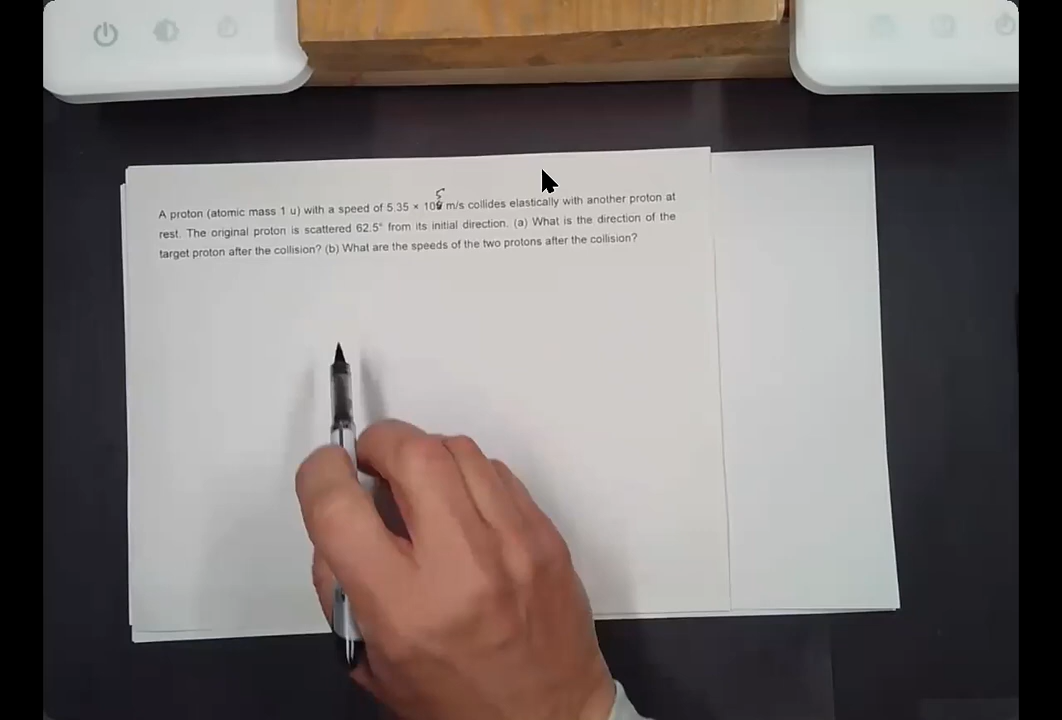 A proton (atomic mass 1 u) with a speed of 5.35 × 10⁵ m/s collides elastically with another proton at
rest. The original proton is scattered 62.5° from its initial direction. (a) What is the direction of the
target proton after the collision? (b) What are the speeds of the two protons after the collision?